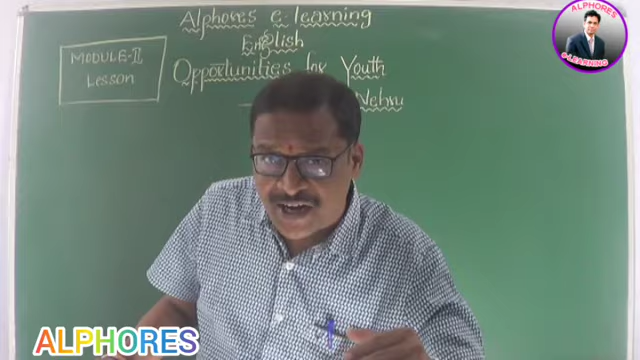 Alphores e learning
English
MODULE-II
Lesson
Opportunities for Youth
Nehru
ALPHORES
e-LEARNING
ALPHORES